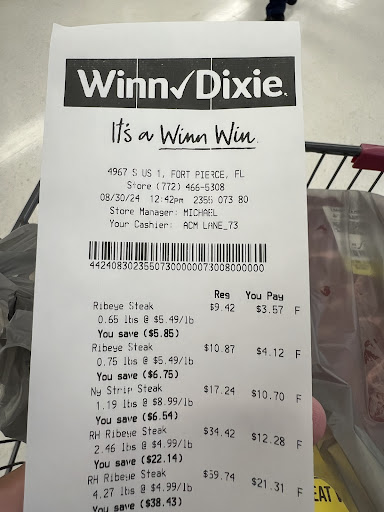 Winn✓Dixie.
It's a Winn Win.
4967 S US 1, FORT PIERCE, FL
Store (772) 466-5308
08/30/24 12:42pm 2355 073 80
Store Manager: MICHAEL
Your Cashier: ACM LANE_73
44240830235507300000073008000000
Reg You Pay
Ribeye Steak $9.42 $3.57 F
0.65 lbs @ $5.49/lb
You save ($5.85)
Ribeye Steak $10.87 $4.12 F
0.75 lbs @ $5.49/lb
You save ($6.75)
Ny Strip Steak $17.24 $10.70 F
1.19 lbs @ $8.99/lb
You save ($6.54)
RH Ribeye Steak $34.42 $12.28 F
2.46 lbs @ $4.99/lb
You save ($22.14)
RH Ribeye Steak $59.74 $21.31 F
4.27 lbs @ $4.99/lb
You save ($38.43)
EAT